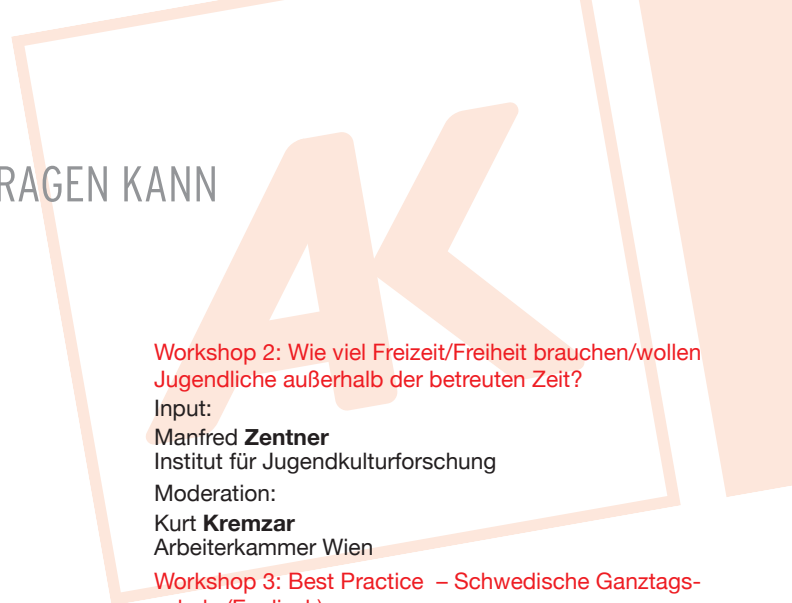 RAGEN KANN
AK
Workshop 2: Wie viel Freizeit/Freiheit brauchen/wollen
Jugendliche außerhalb der betreuten Zeit?
Input:
Manfred Zentner
Institut für Jugendkulturforschung
Moderation:
Kurt Kremzar
Arbeiterkammer Wien
Workshop 3: Best Practice – Schwedische Ganztags-